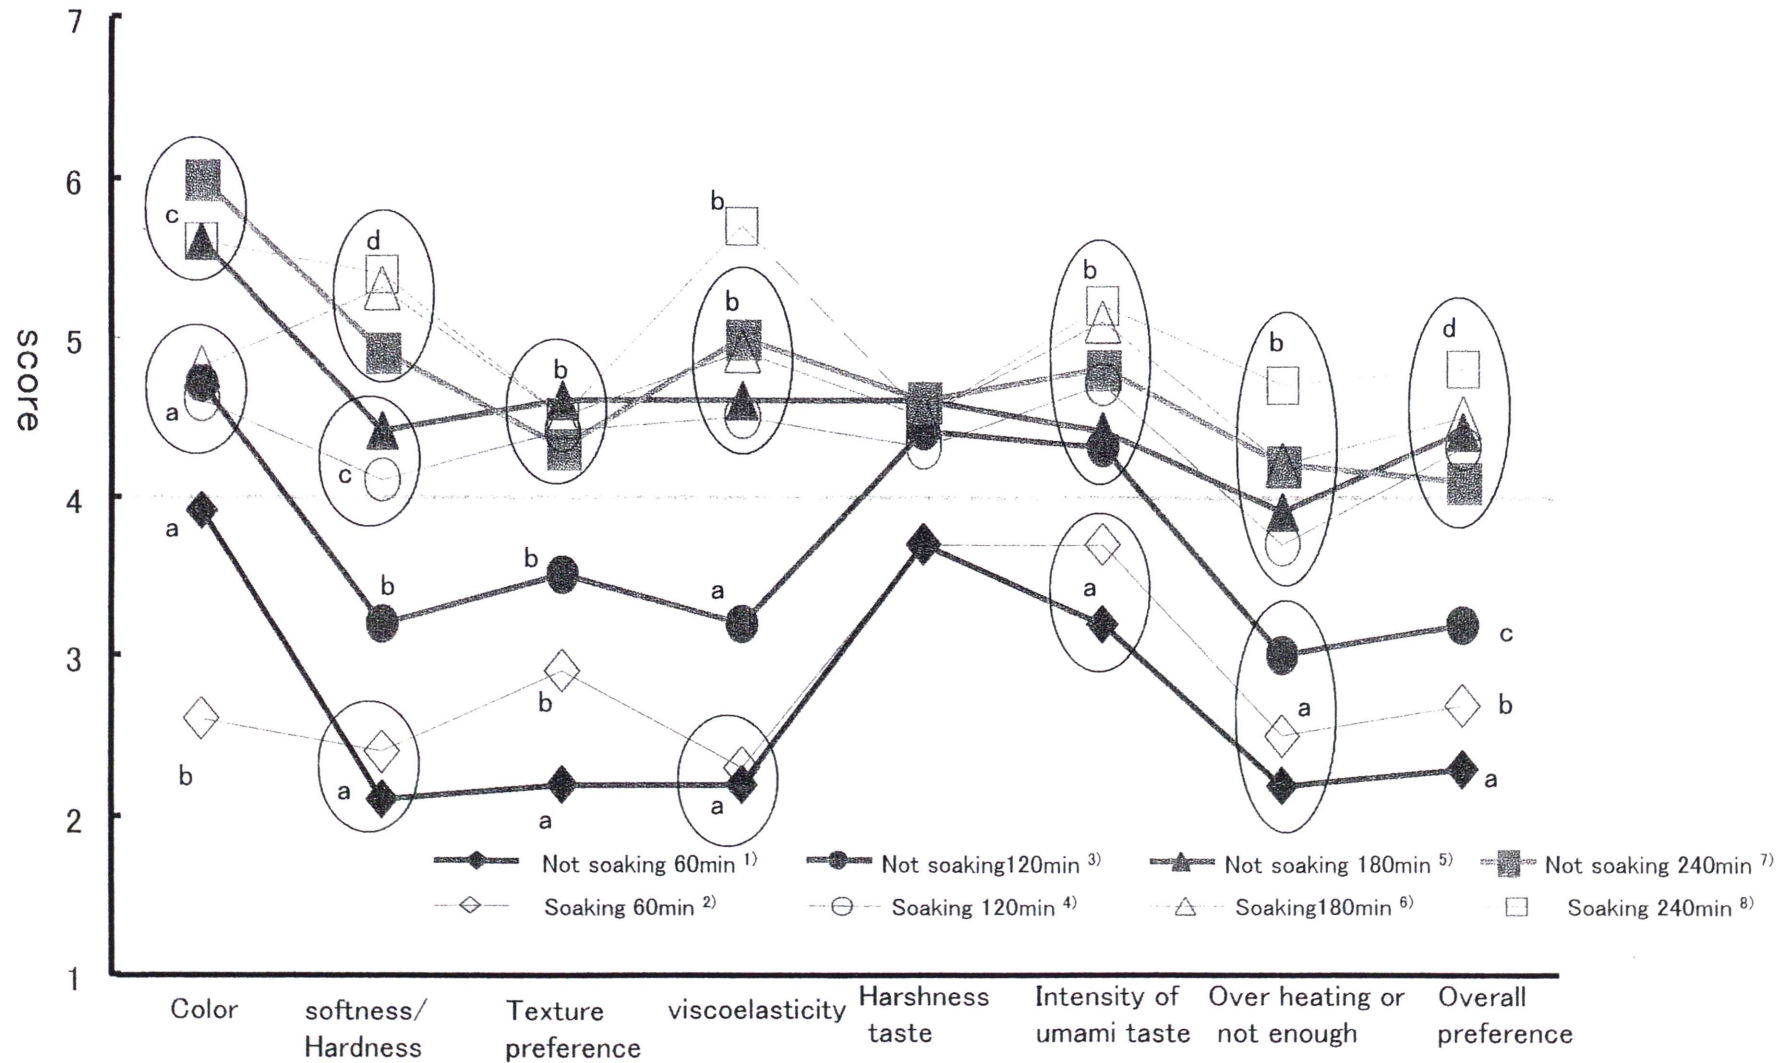 7
6
5
4
3
2
1
score
c
a
a
b
d
c
b
a
b
b
b
a
b
b
a
a
b
a
b
a
d
c
b
a
Not soaking 60min 1)
Not soaking120min 3)
Not soaking 180min 5)
Not soaking 240min 7)
Soaking 60min 2)
Soaking 120min 4)
Soaking180min 6)
Soaking 240min 8)
Color
softness/
Hardness
Texture
preference
viscoelasticity
Harshness
taste
Intensity of
umami taste
Over heating or
not enough
Overall
preference